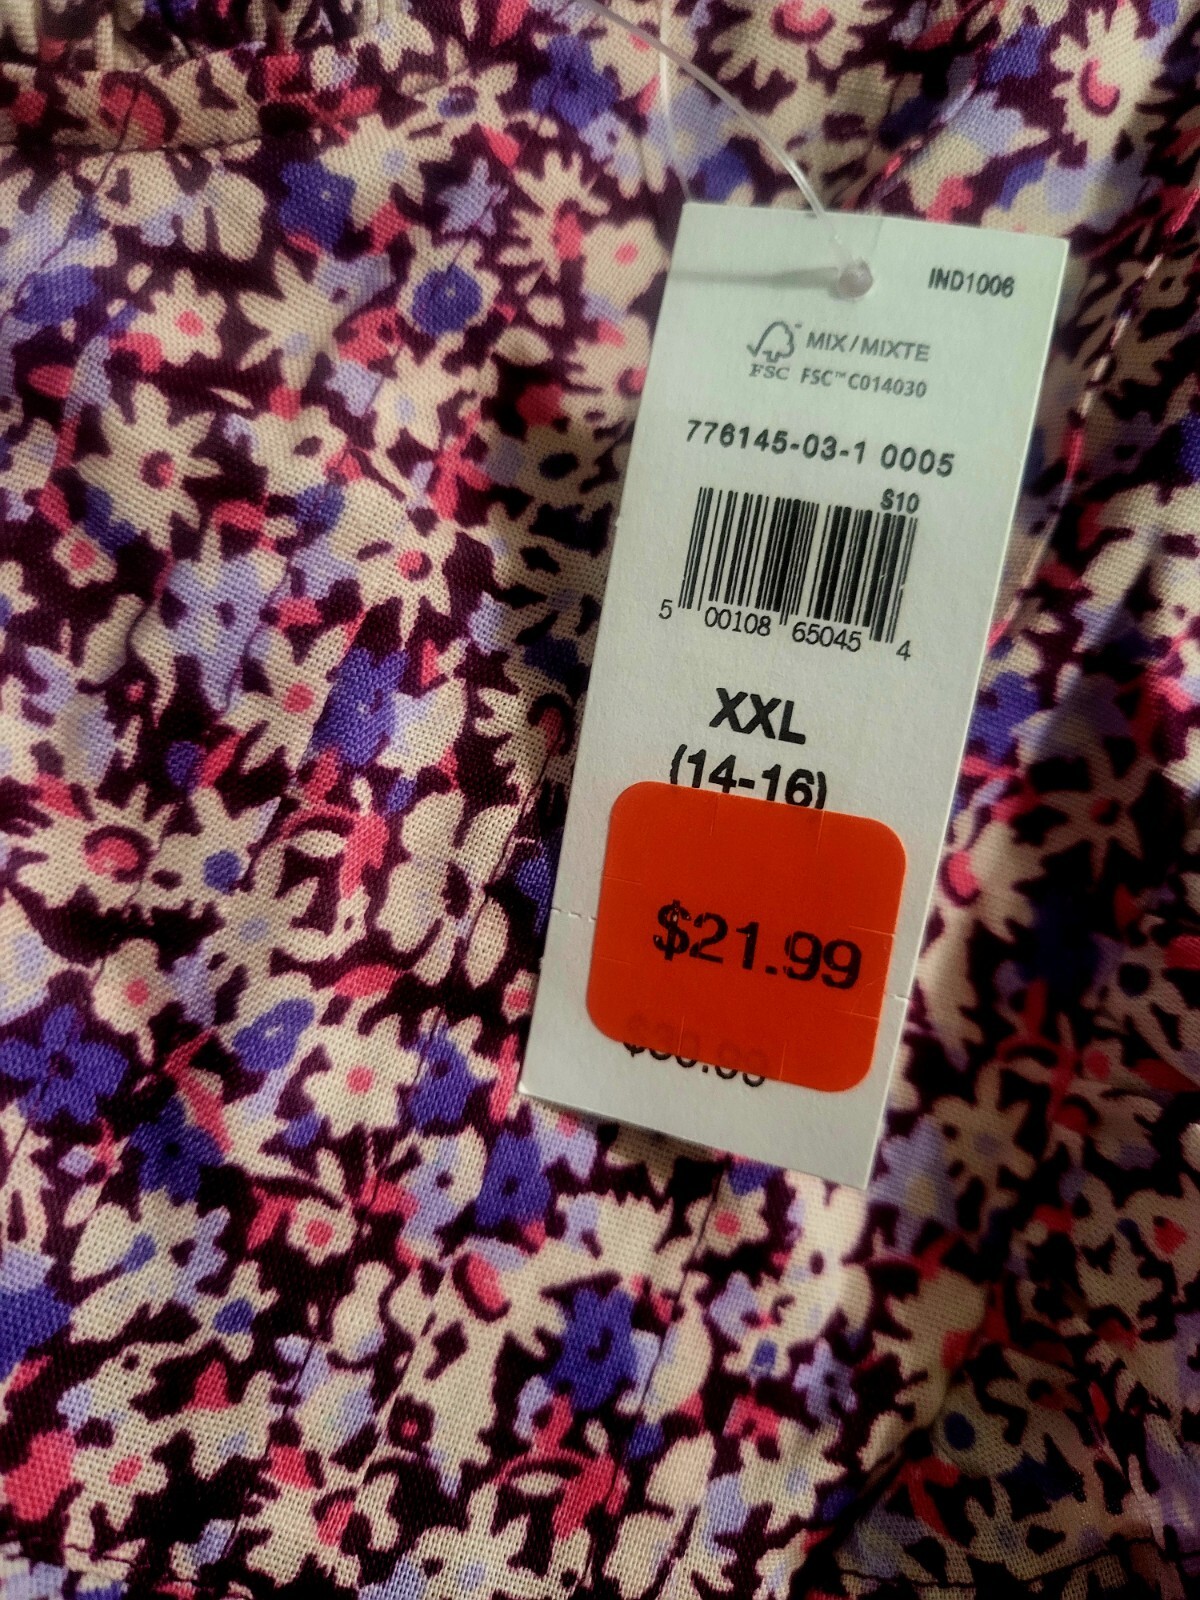 IND1006
MIX/MIXTE
FSC FSC™ C014030
776145-03-1 0005
S10
5 00108 65045 4
XXL
(14-16)
$21.99